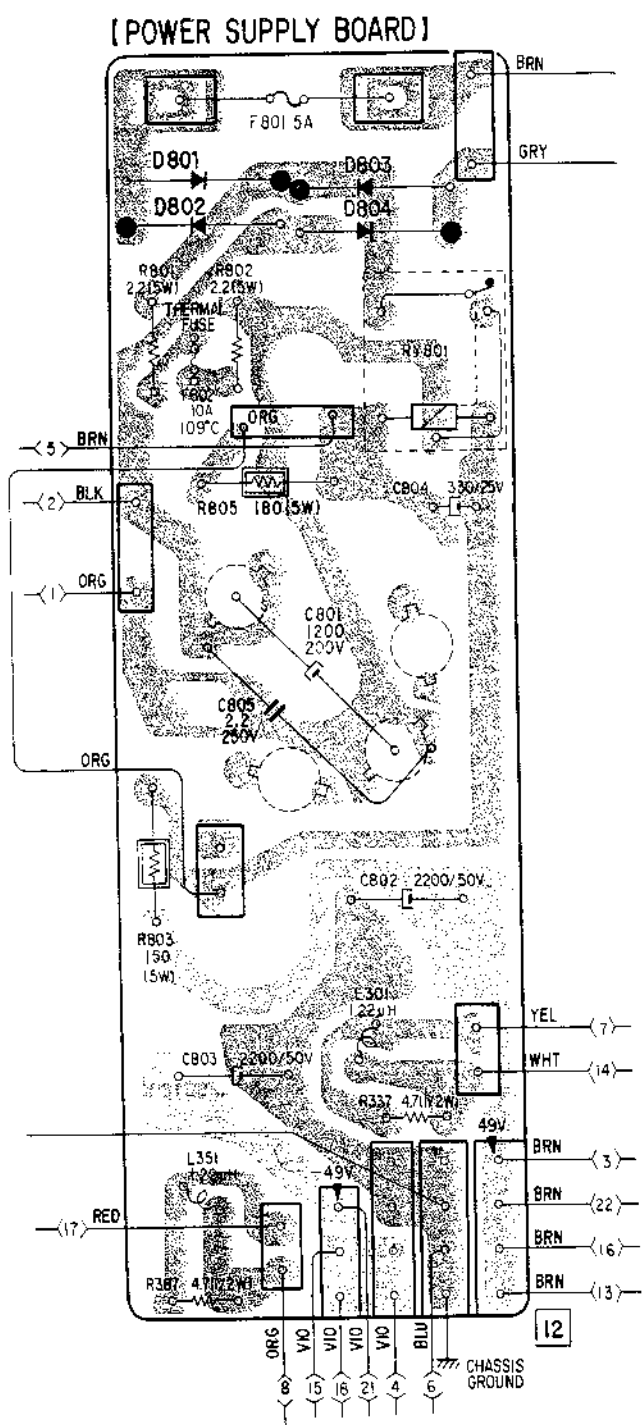 [POWER SUPPLY BOARD]
BRN
F801 5A
GRY
D801
D803
D802
D804
R801
2.2(5W)
R802
2.2(5W)
THERMAL
FUSE
F802
10A
109°C
RY801
ORG
5
BRN
2
BLK
R805
180(5W)
C804
330/25V
1
ORG
C801
1200
200V
C805
2.2
250V
ORG
C802
2200/50V
R803
150
(5W)
L301
1.22μH
YEL
7
WHT
14
C803
2200/50V
R337
4.7(1/2W)
49V
BRN
3
L351
-49V
BRN
22
17
RED
BRN
16
R387
4.7(1/2W)
BRN
13
12
ORG
VIO
VIO
VIO
VIO
BLU
8
15
18
21
4
6
CHASSIS
GROUND